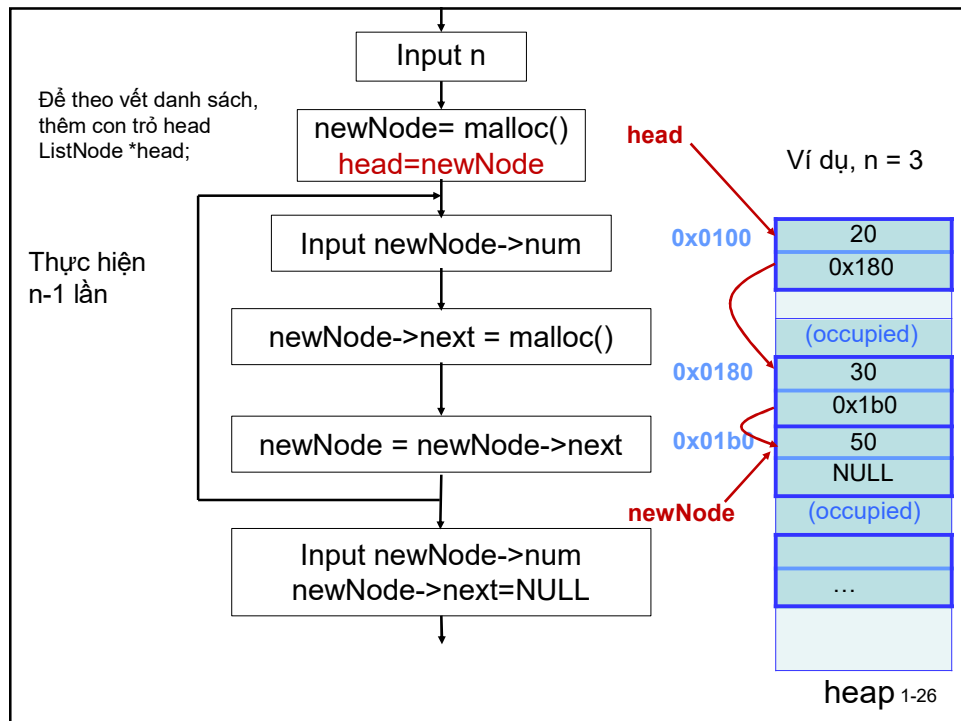 Input n
Để theo vết danh sách,
thêm con trỏ head
ListNode *head;
newNode= malloc()
head=newNode
Thực hiện
n-1 lần
Input newNode->num
newNode->next = malloc()
newNode = newNode->next
Input newNode->num
newNode->next=NULL
head
Ví dụ, n = 3
0x0100
20
0x180
(occupied)
0x0180
30
0x1b0
0x01b0
50
NULL
newNode
(occupied)
...
heap 1-26